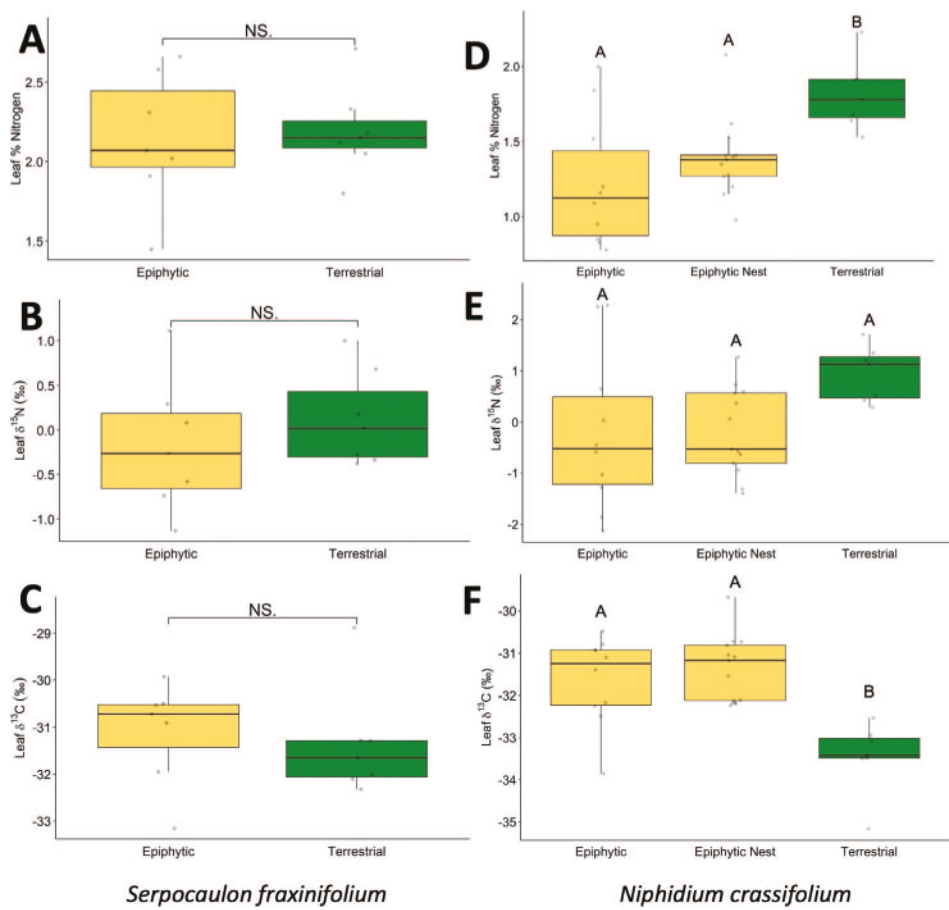 A
NS.
Leaf % Nitrogen
2.5
2.0
1.5
Epiphytic Terrestrial
B
NS.
Leaf δ15N (‰)
1.0
0.5
0.0
-0.5
-1.0
Epiphytic Terrestrial
C
NS.
Leaf δ13C (‰)
-29
-30
-31
-32
-33
Epiphytic Terrestrial
Serpocaulon fraxinifolium
D
A A B
Leaf % Nitrogen
2.0
1.5
1.0
Epiphytic Epiphytic Nest Terrestrial
E
A A A
Leaf δ15N (‰)
2
1
0
-1
-2
Epiphytic Epiphytic Nest Terrestrial
F
A A B
Leaf δ13C (‰)
-30
-31
-32
-33
-34
-35
Epiphytic Epiphytic Nest Terrestrial
Niphidium crassifolium